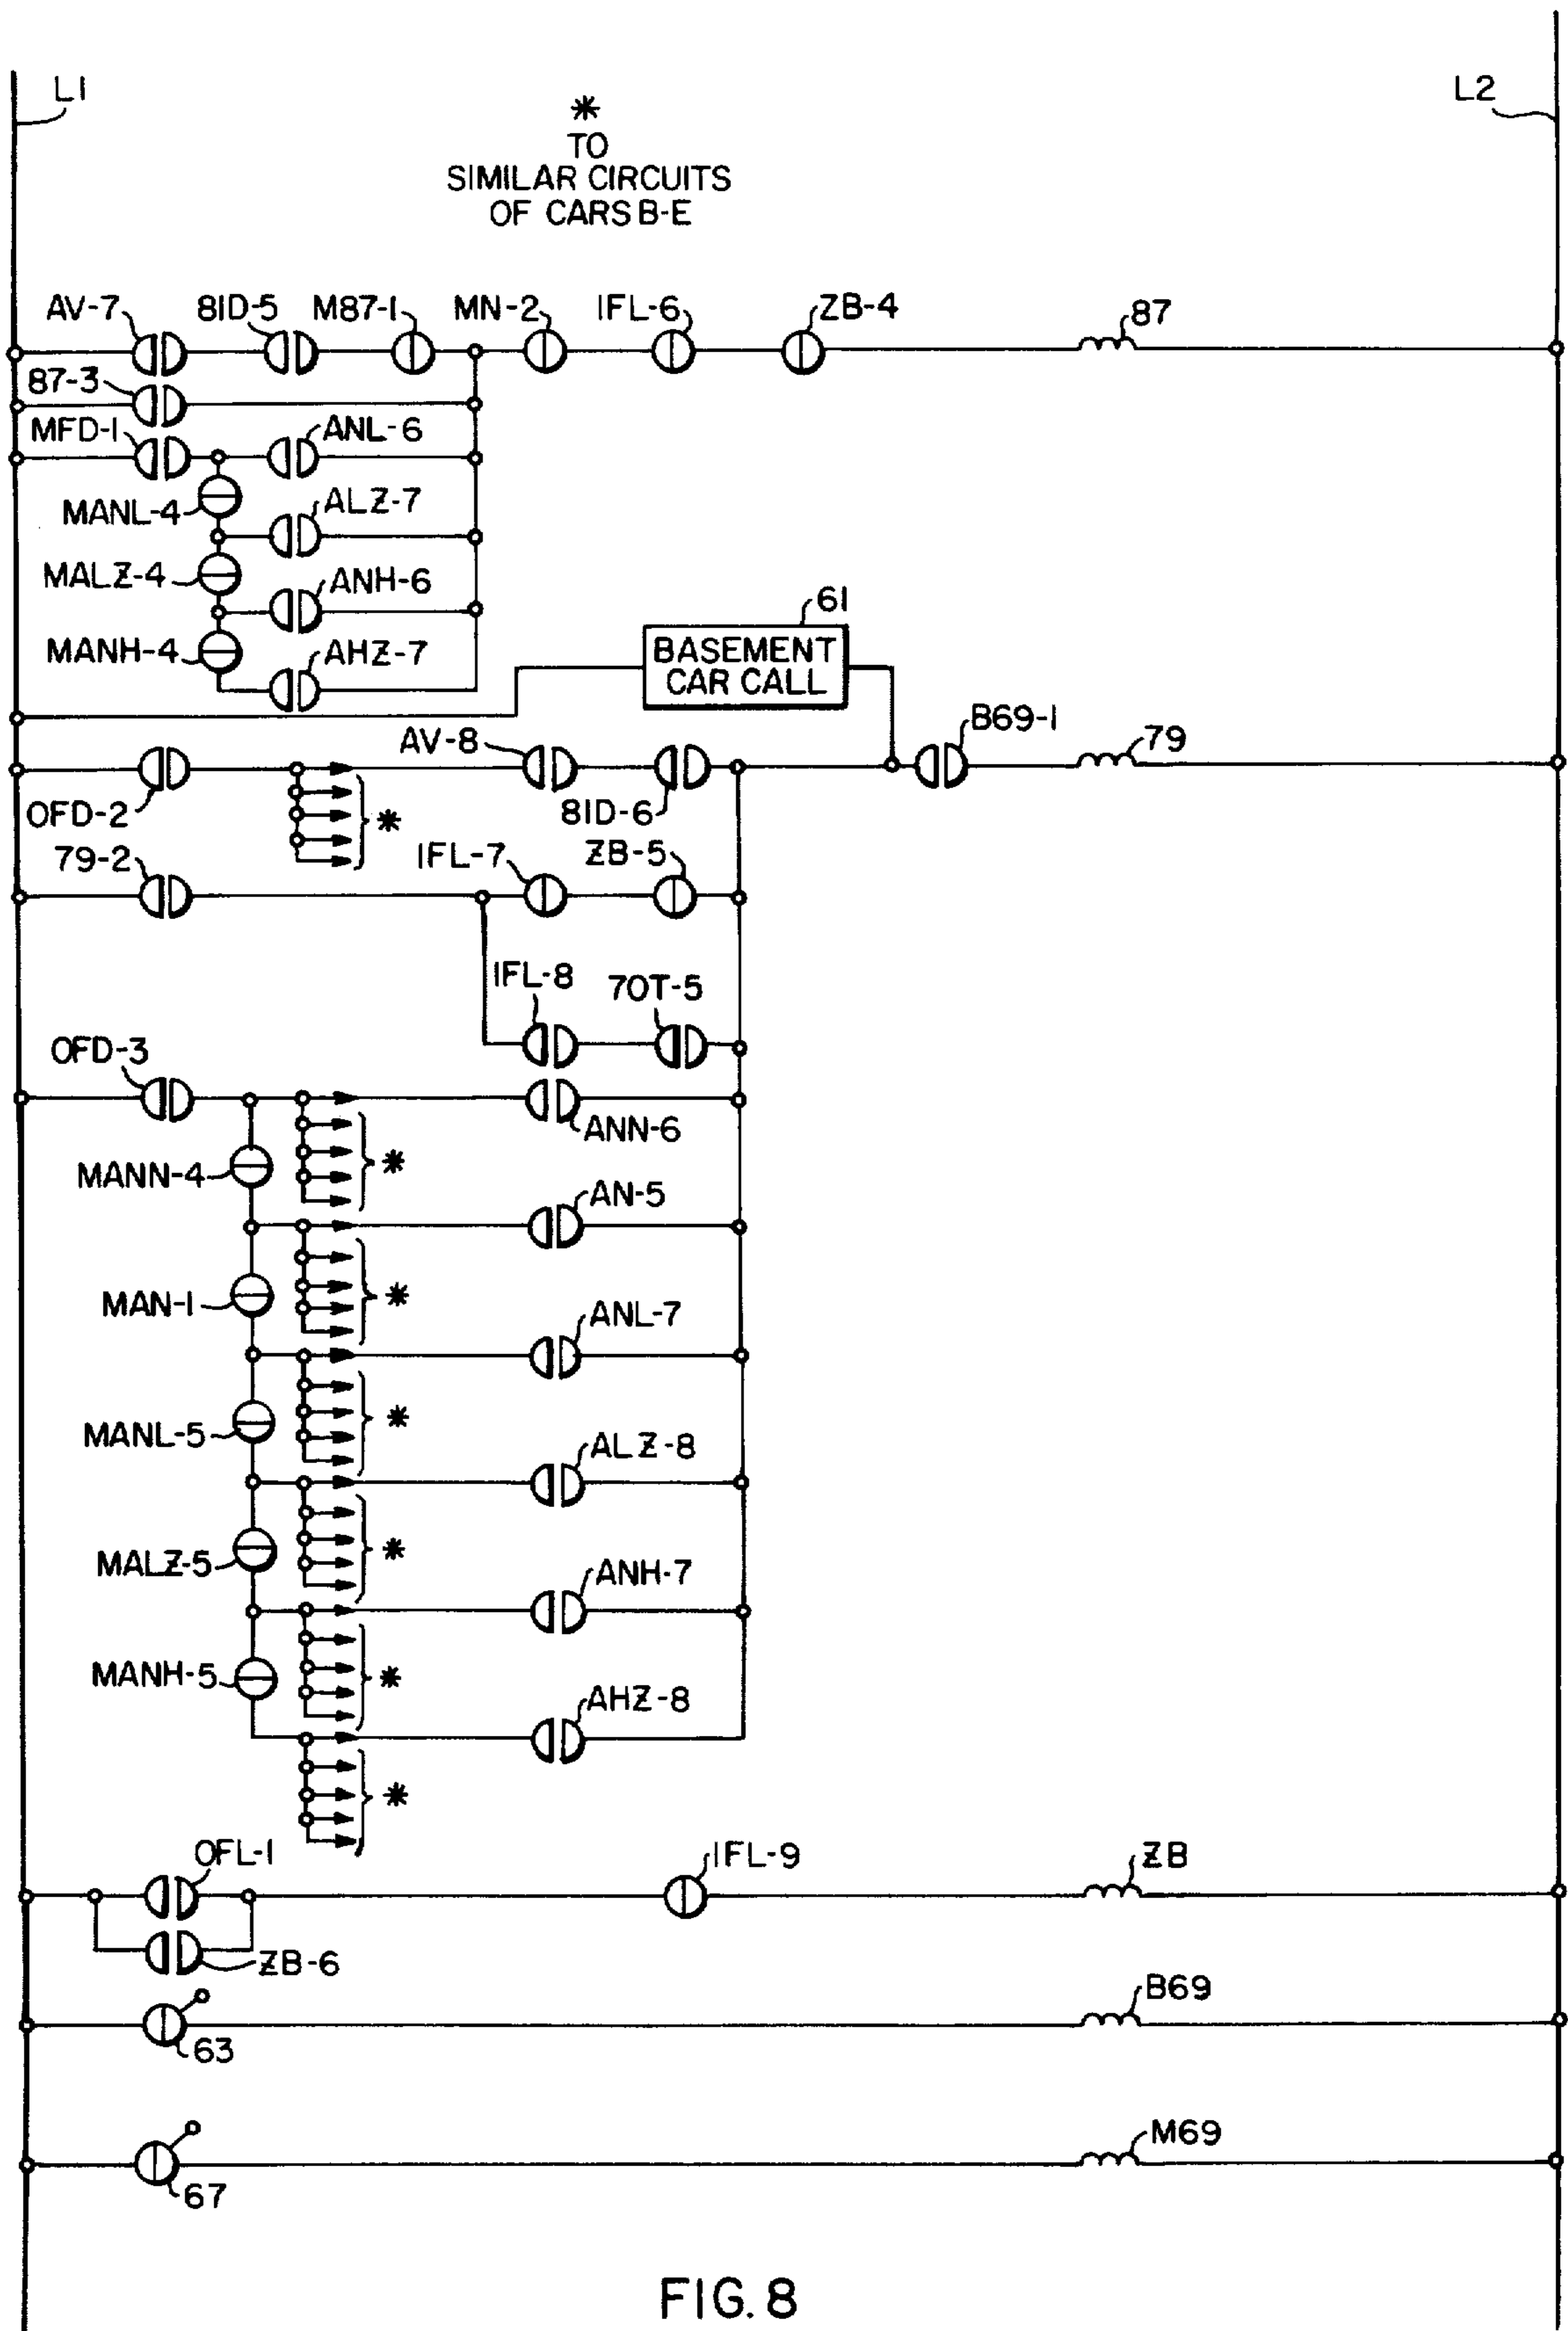 L1
L2
*
TO
SIMILAR CIRCUITS
OF CARS B-E
AV-7
81D-5
M87-1
MN-2
IFL-6
ZB-4
87
87-3
MFD-1
ANL-6
MANL-4
ALZ-7
MALZ-4
ANH-6
MANH-4
AHZ-7
61
BASEMENT
CAR CALL
B69-1
79
AV-8
OFD-2
*
81D-6
79-2
IFL-7
ZB-5
IFL-8
70T-5
OFD-3
ANN-6
MANN-4
*
AN-5
MAN-1
*
ANL-7
MANL-5
*
ALZ-8
MALZ-5
*
ANH-7
MANH-5
*
AHZ-8
*
OFL-1
IFL-9
ZB
ZB-6
B69
63
M69
67
FIG. 8